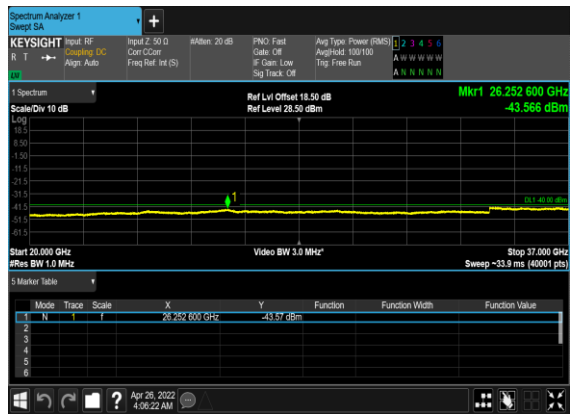 Spectrum Analyzer 1
Swept SA
KEYSIGHT Input: RF Input Z: 50 Ω #Atten: 20 dB PNO: Fast Avg Type: Power (RMS) 1 2 3 4 5 6
R T Coupling: DC Corr CCorr Gate: Off Avg|Hold: 100/100 A W W W W W
Align: Auto Freq Ref: Int (S) IF Gain: Low Trig: Free Run
LW Sig Track: Off A N N N N N
1 Spectrum Ref Lvl Offset 18.50 dB Mkr1 26.252 600 GHz
Scale/Div 10 dB Ref Level 28.50 dBm -43.566 dBm
Log
18.5
8.50
-1.50
-11.5
-21.5
-31.5 1 DL1 -40.00 dBm
-41.5
-51.5
-61.5
Start 20.000 GHz Video BW 3.0 MHz* Stop 37.000 GHz
#Res BW 1.0 MHz Sweep ~33.9 ms (40001 pts)
5 Marker Table
Mode Trace Scale X Y Function Function Width Function Value
1 N 1 f 26.252 600 GHz -43.57 dBm
2
3
4
5
6
? Apr 26, 2022
4:06:22 AM